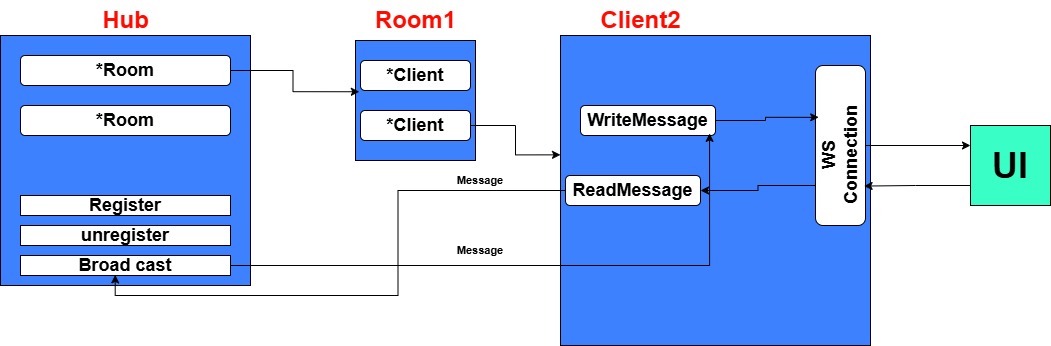 Hub
Room1
Client2
*Room
*Room
Register
unregister
Broad cast
*Client
*Client
Message
Message
WriteMessage
ReadMessage
WS
Connection
UI